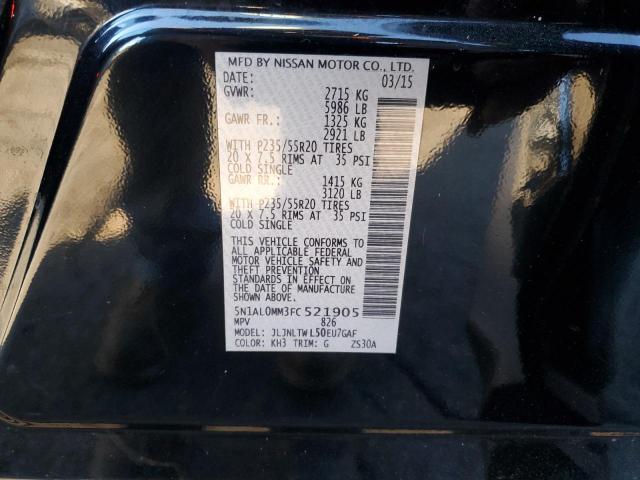 MFD BY NISSAN MOTOR CO., LTD.
DATE: 03/15
GVWR: 2715 KG
5986 LB
GAWR FR.: 1325 KG
2921 LB
WITH P235/55R20 TIRES
20 X 7.5 RIMS AT 35 PSI
COLD SINGLE
GAWR RR.: 1415 KG
3120 LB
WITH P235/55R20 TIRES
20 X 7.5 RIMS AT 35 PSI
COLD SINGLE
THIS VEHICLE CONFORMS TO
ALL APPLICABLE FEDERAL
MOTOR VEHICLE SAFETY AND
THEFT PREVENTION
STANDARDS IN EFFECT ON
THE DATE OF MANUFACTURE
SHOWN ABOVE.
5N1AL0MM3FC521905
MPV 826
MODEL: JLJNLTWL50EU7GAF
COLOR: KH3 TRIM: G ZS30A